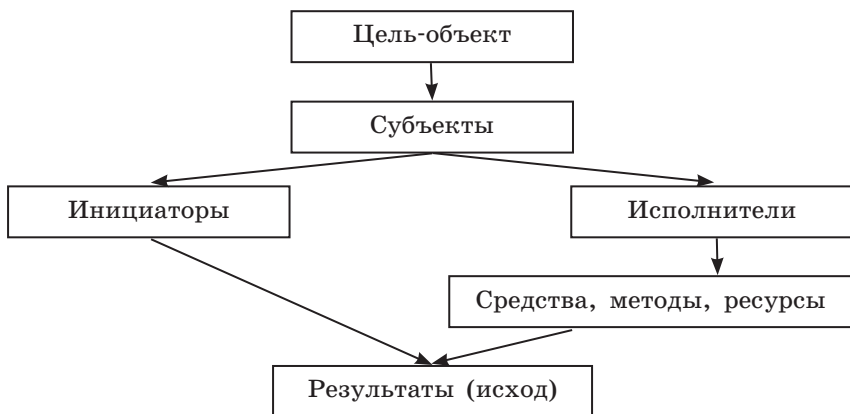 Цель-объект
Субъекты
Инициаторы
Исполнители
Средства, методы, ресурсы
Результаты (исход)